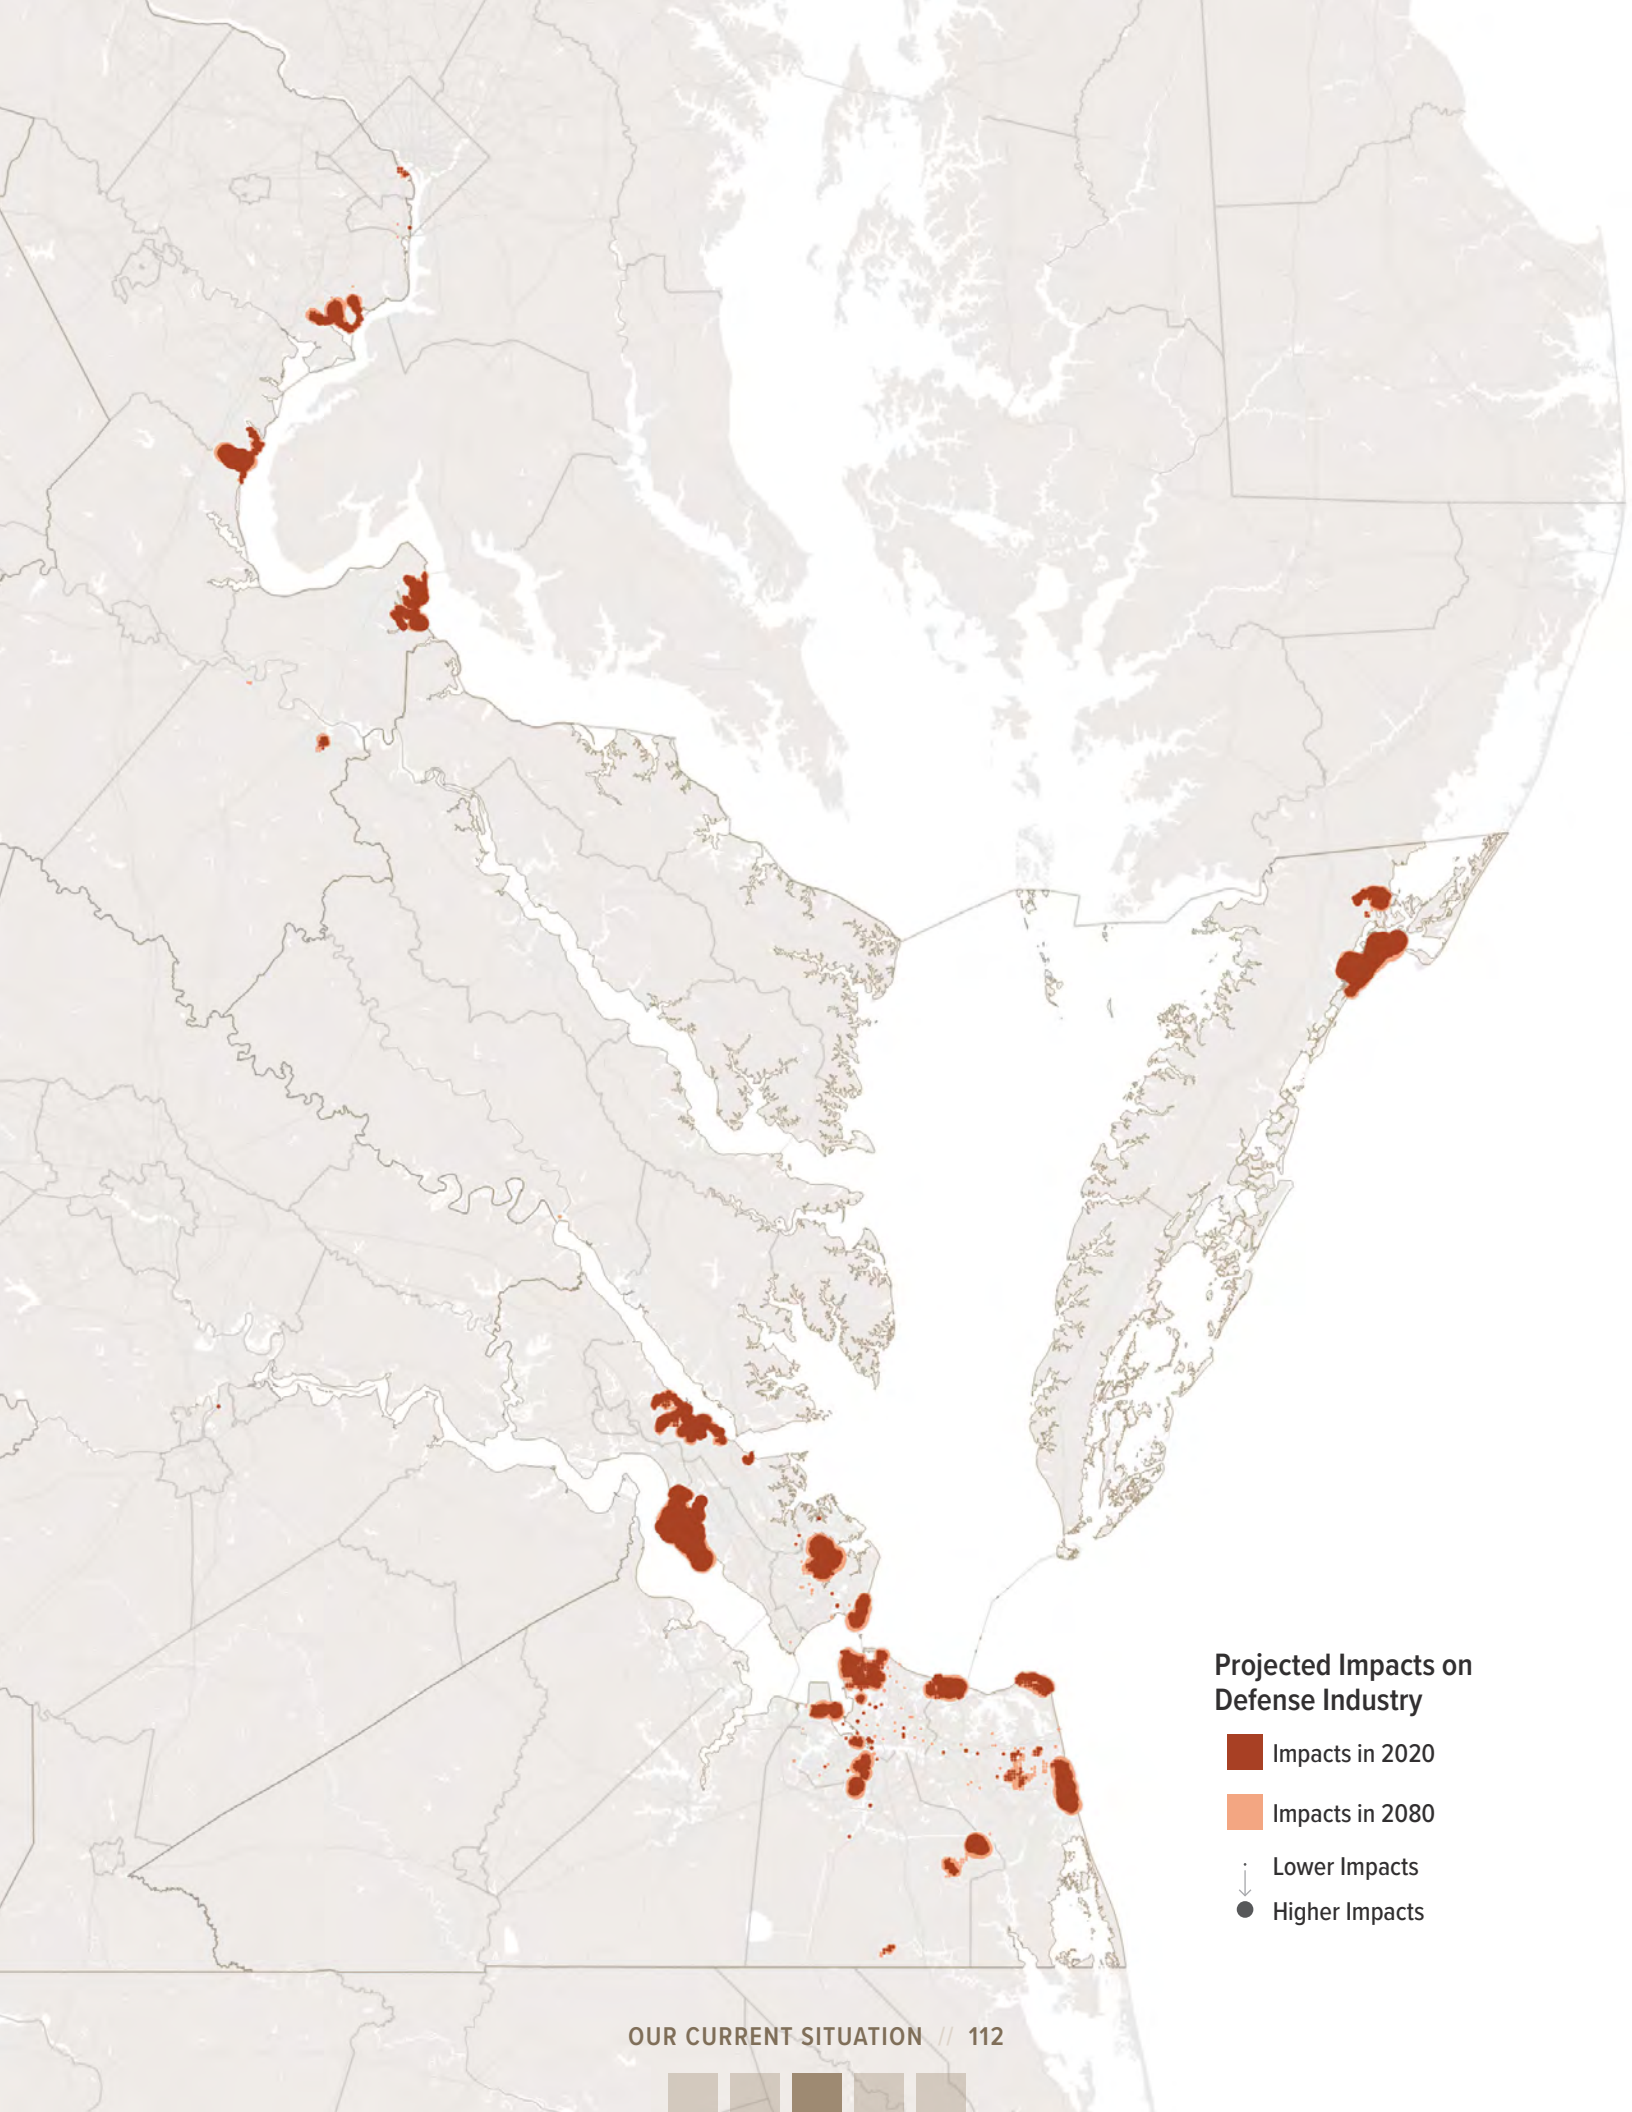 Projected Impacts on
Defense Industry
Impacts in 2020
Impacts in 2080
Lower Impacts
Higher Impacts
OUR CURRENT SITUATION // 112